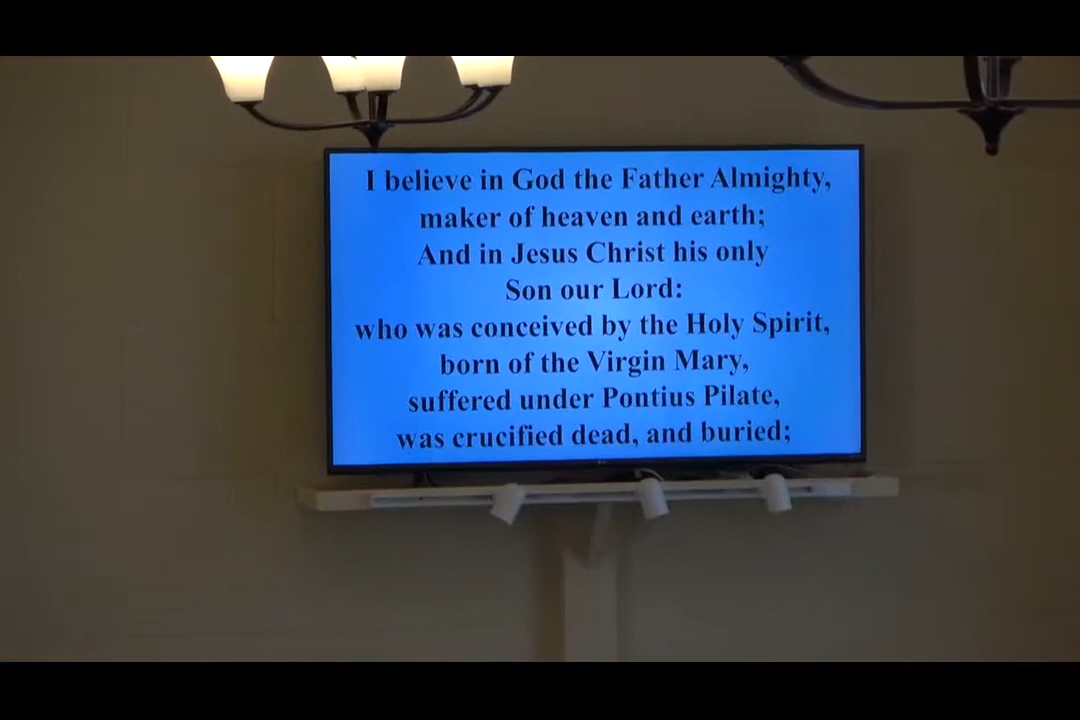 I believe in God the Father Almighty,
maker of heaven and earth;
And in Jesus Christ his only
Son our Lord:
who was conceived by the Holy Spirit,
born of the Virgin Mary,
suffered under Pontius Pilate,
was crucified dead, and buried;